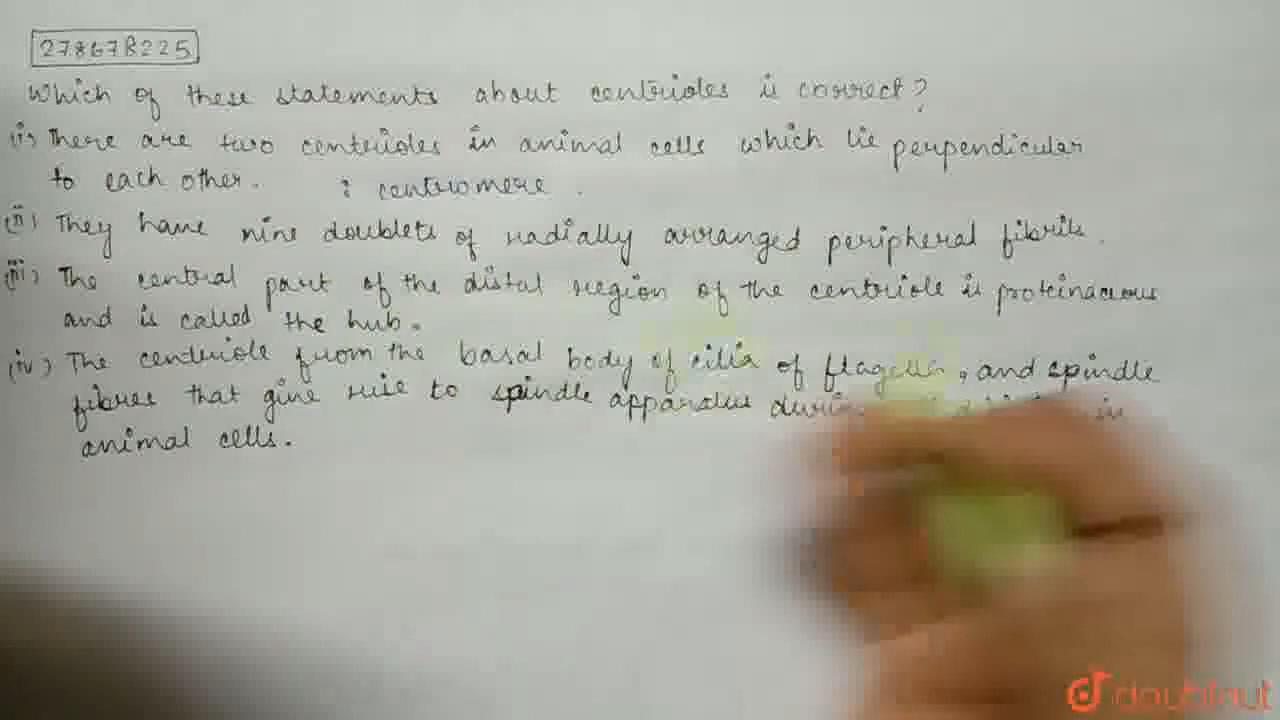 27867B225
Which of these statements about centrioles is correct?
(i) There are two centrioles in animal cells which lie perpendicular
to each other. : centromere.
(ii) They have nine doublets of radially arranged peripheral fibrils.
(iii) The central part of the distal region of the centriole is proteinaceous
and is called the hub.
(iv) The centriole from the basal body of cilia of flagella, and spindle
fibres that give rise to spindle apparatus in
animal cells.
doubtnut